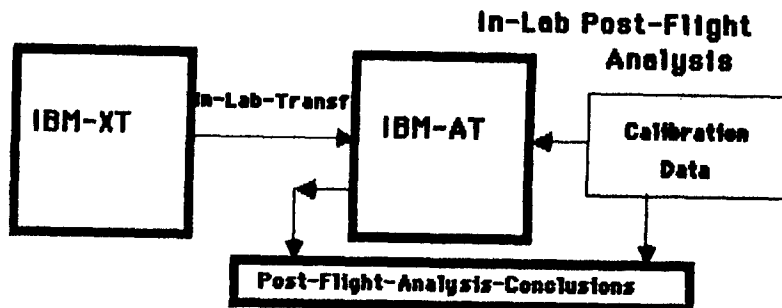 In-Lab Post-Flight
Analysis
IBM-XT
In-Lab-Transf
IBM-AT
Calibration
Data
Post-Flight-Analysis-Conclusions